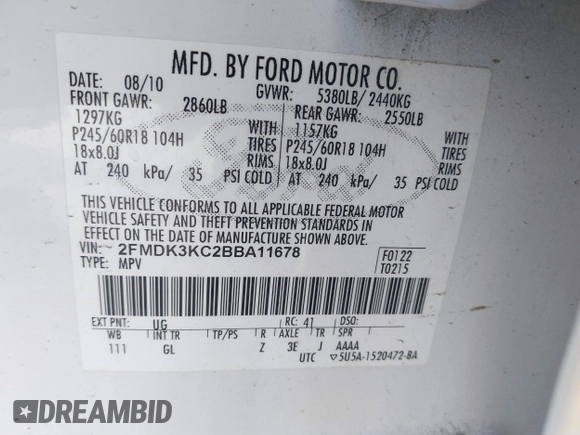 MFD. BY FORD MOTOR CO.
DATE: 08/10
GVWR: 5380LB/ 2440KG
FRONT GAWR: 2860LB
REAR GAWR: 2550LB
1297KG WITH
1157KG WITH
P245/60R18 104H TIRES
P245/60R18 104H TIRES
18x8.0J RIMS
18x8.0J RIMS
AT 240 kPa/ 35 PSI COLD
AT 240 kPa/ 35 PSI COLD
THIS VEHICLE CONFORMS TO ALL APPLICABLE FEDERAL MOTOR
VEHICLE SAFETY AND THEFT PREVENTION STANDARDS IN
EFFECT ON THE DATE OF MANUFACTURE SHOWN ABOVE.
VIN: 2FMDK3KC2BBA11678
F0122
TYPE: MPV
T0215
EXT PNT: UG RC: 41 DSO:
WB INT TR TP/PS R AXLE TR SPR
111 GL Z 3E J AAAA
UTC ▽5U5A-1520472-BA
DREAMBID